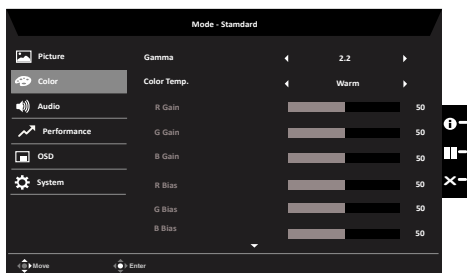 Mode - Standard
Picture
Gamma 2.2
Color
Color Temp. Warm
Audio
R Gain 50
Performance
G Gain 50
OSD
B Gain 50
System
R Bias 50
G Bias 50
B Bias 50
Move Enter